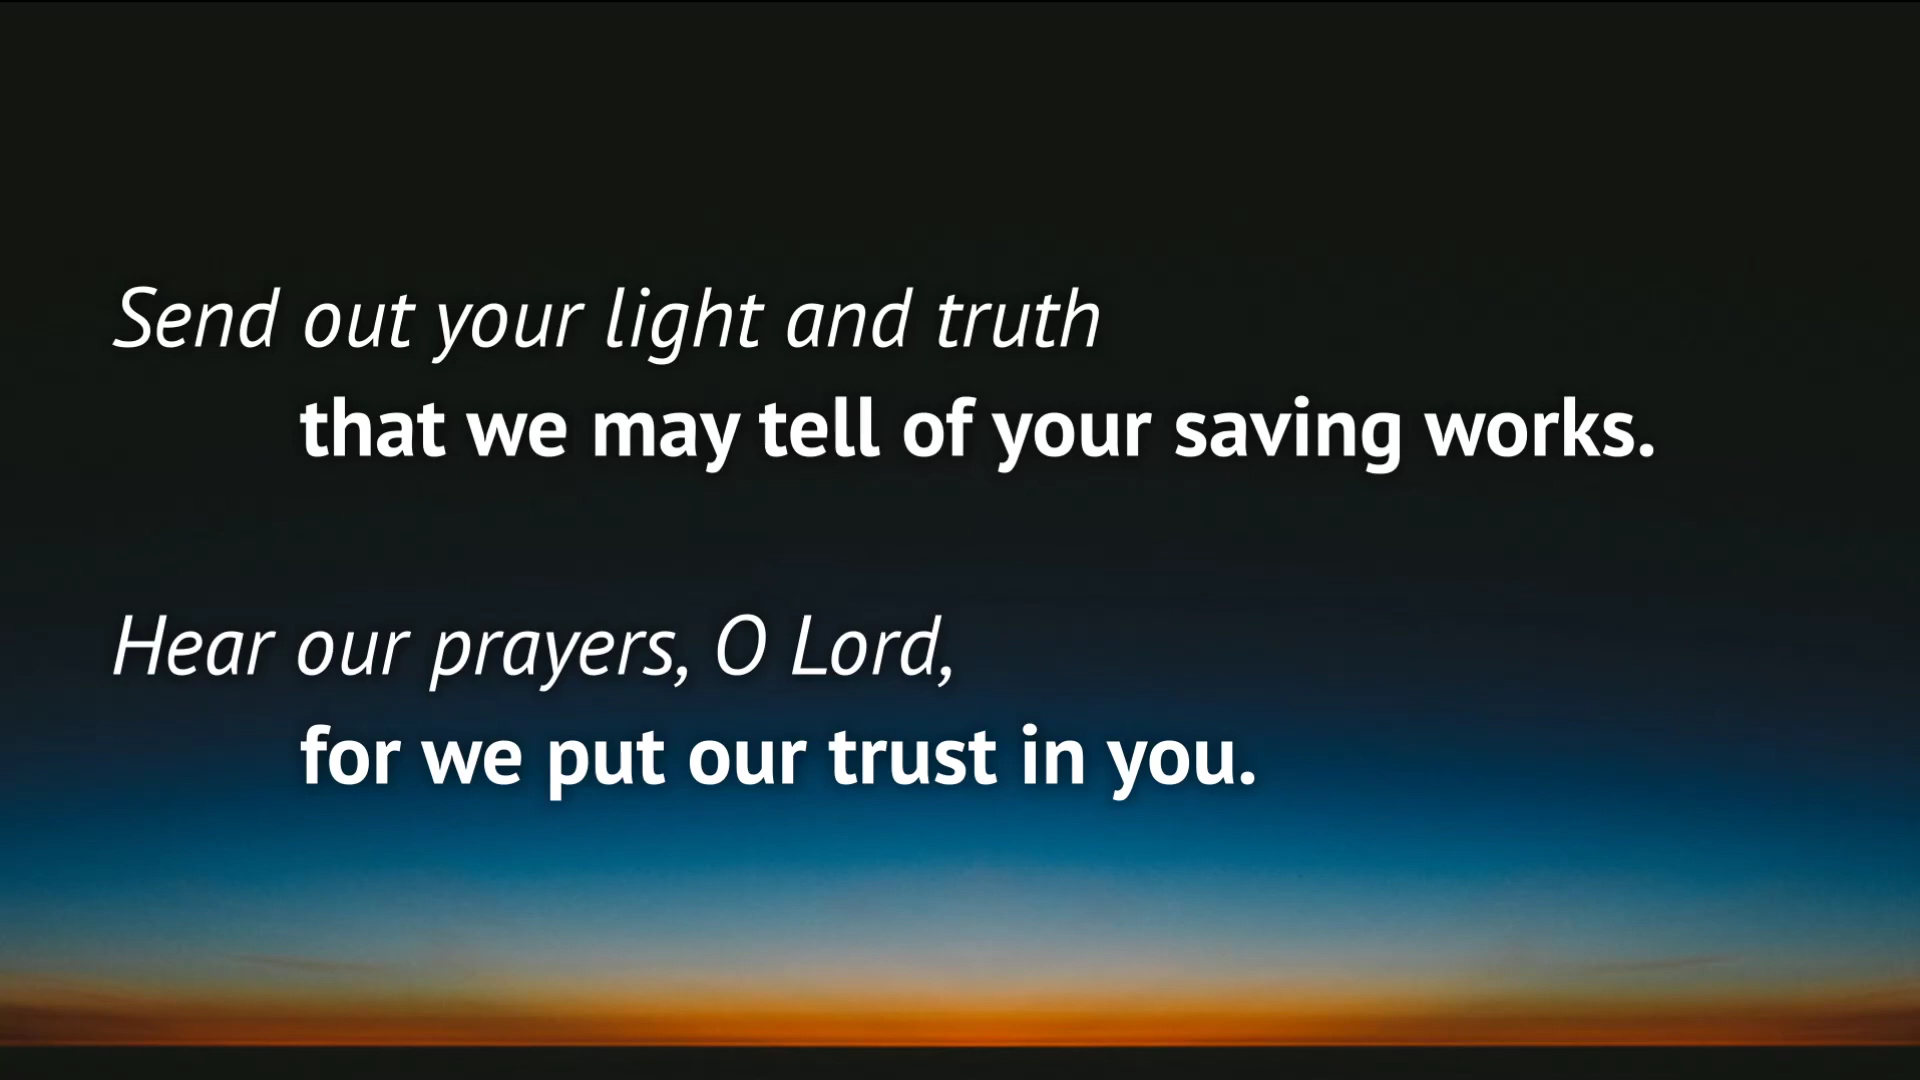 Send out your light and truth
that we may tell of your saving works.
Hear our prayers, O Lord,
for we put our trust in you.